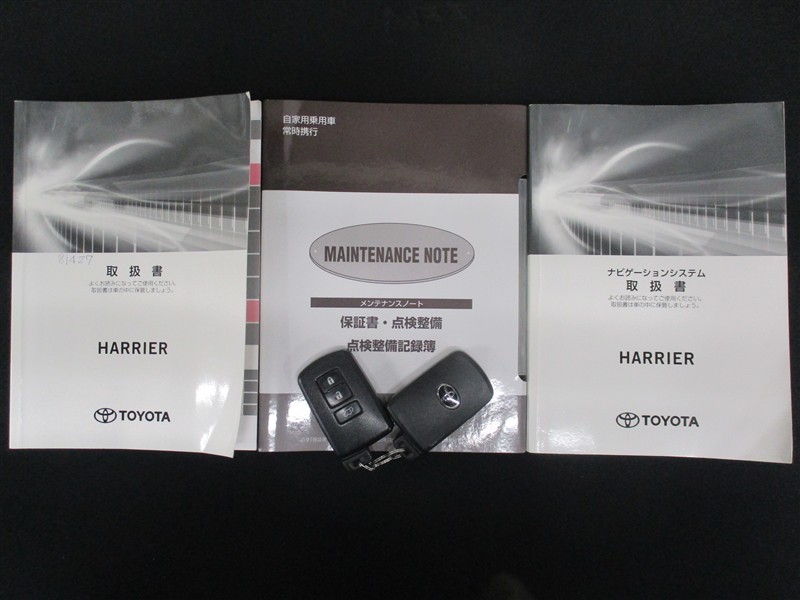 81427
取扱書
よくお読みになってご使用ください。
取扱書は車の中に保管しましょう。
HARRIER
TOYOTA
自家用乗用車
常時携行
MAINTENANCE NOTE
メンテナンスノート
保証書・点検整備
点検整備記録簿
ナビゲーションシステム
取扱書
よくお読みになってご使用ください。
取扱書は車の中に保管しましょう。
HARRIER
TOYOTA